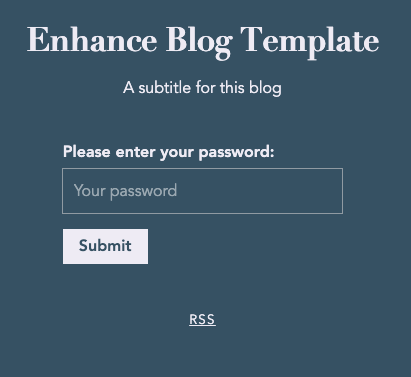 Enhance Blog Template
A subtitle for this blog
Please enter your password:
Your password
Submit
RSS